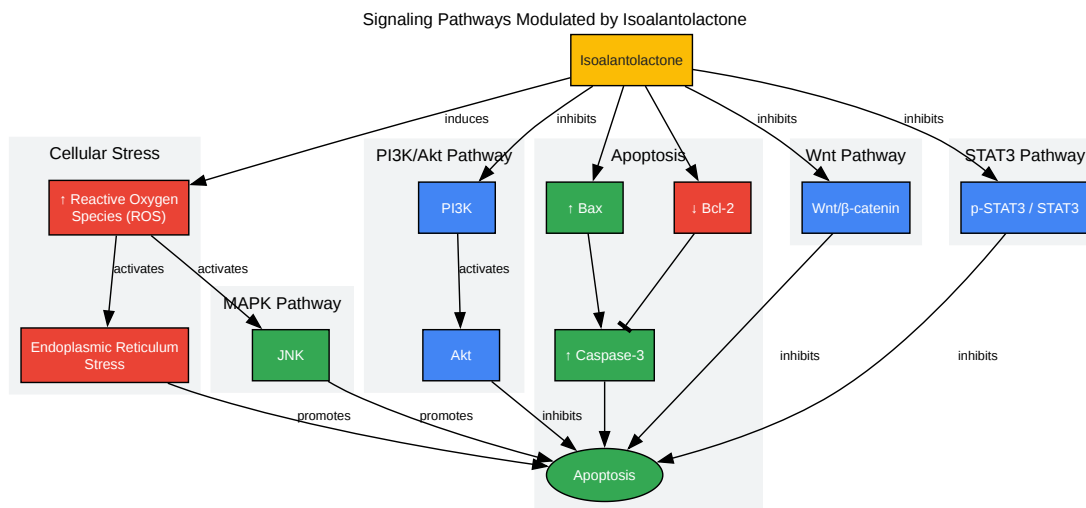 Signaling Pathways Modulated by Isoalantolactone
Isoalantolactone
induces
inhibits
inhibits
inhibits
Cellular Stress
PI3K/Akt Pathway
Apoptosis
Wnt Pathway
STAT3 Pathway
↑ Reactive Oxygen
Species (ROS)
PI3K
↑ Bax
↓ Bcl-2
Wnt/β-catenin
p-STAT3 / STAT3
activates
activates
activates
MAPK Pathway
Endoplasmic Reticulum
Stress
JNK
Akt
↑ Caspase-3
inhibits
inhibits
promotes
promotes
inhibits
Apoptosis